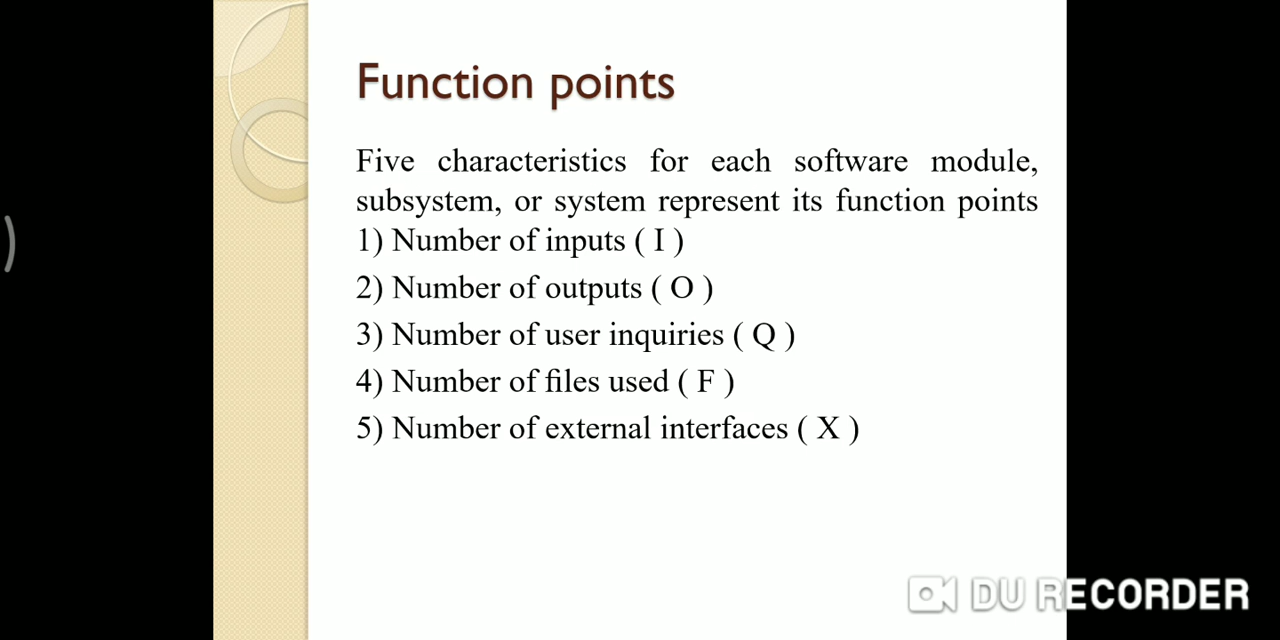 Function points
Five characteristics for each software module,
subsystem, or system represent its function points
1) Number of inputs ( I )
2) Number of outputs ( O )
3) Number of user inquiries ( Q )
4) Number of files used ( F )
5) Number of external interfaces ( X )
DU RECORDER